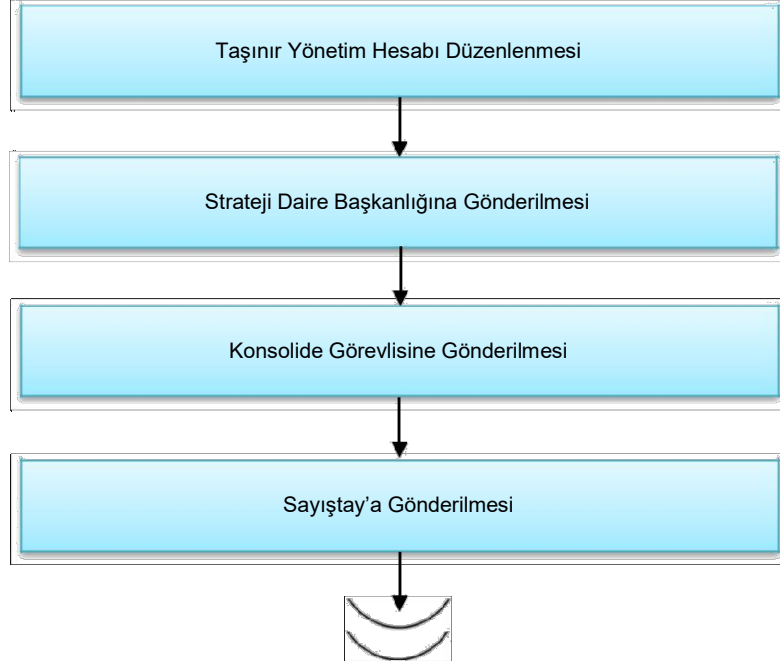 Taşınır Yönetim Hesabı Düzenlenmesi
Strateji Daire Başkanlığına Gönderilmesi
Konsolide Görevlisine Gönderilmesi
Sayıştay’a Gönderilmesi